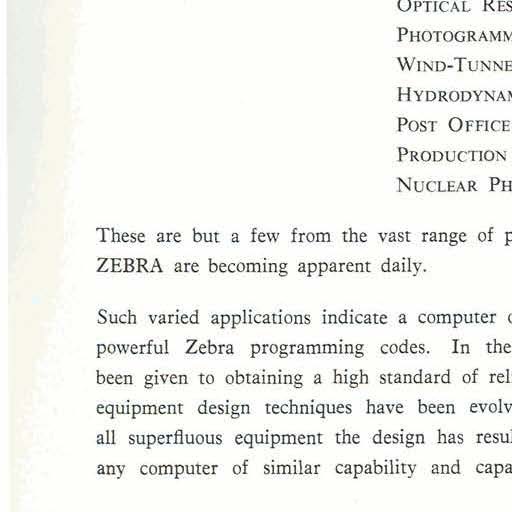 OPTICAL
PHOTOGRAMM
WIND-TUNNE
HYDRODYNA
POST OFFICE
PRODUCTION
NUCLEAR PH
These are but a few from the vast range of p
ZEBRA are becoming apparent daily.
Such varied applications indicate a computer
powerful Zebra programming codes. In the
been given to obtaining a high standard of rel
equipment design techniques have been evolv
all superfluous equipment the design has resul
any computer of similar capability and capa